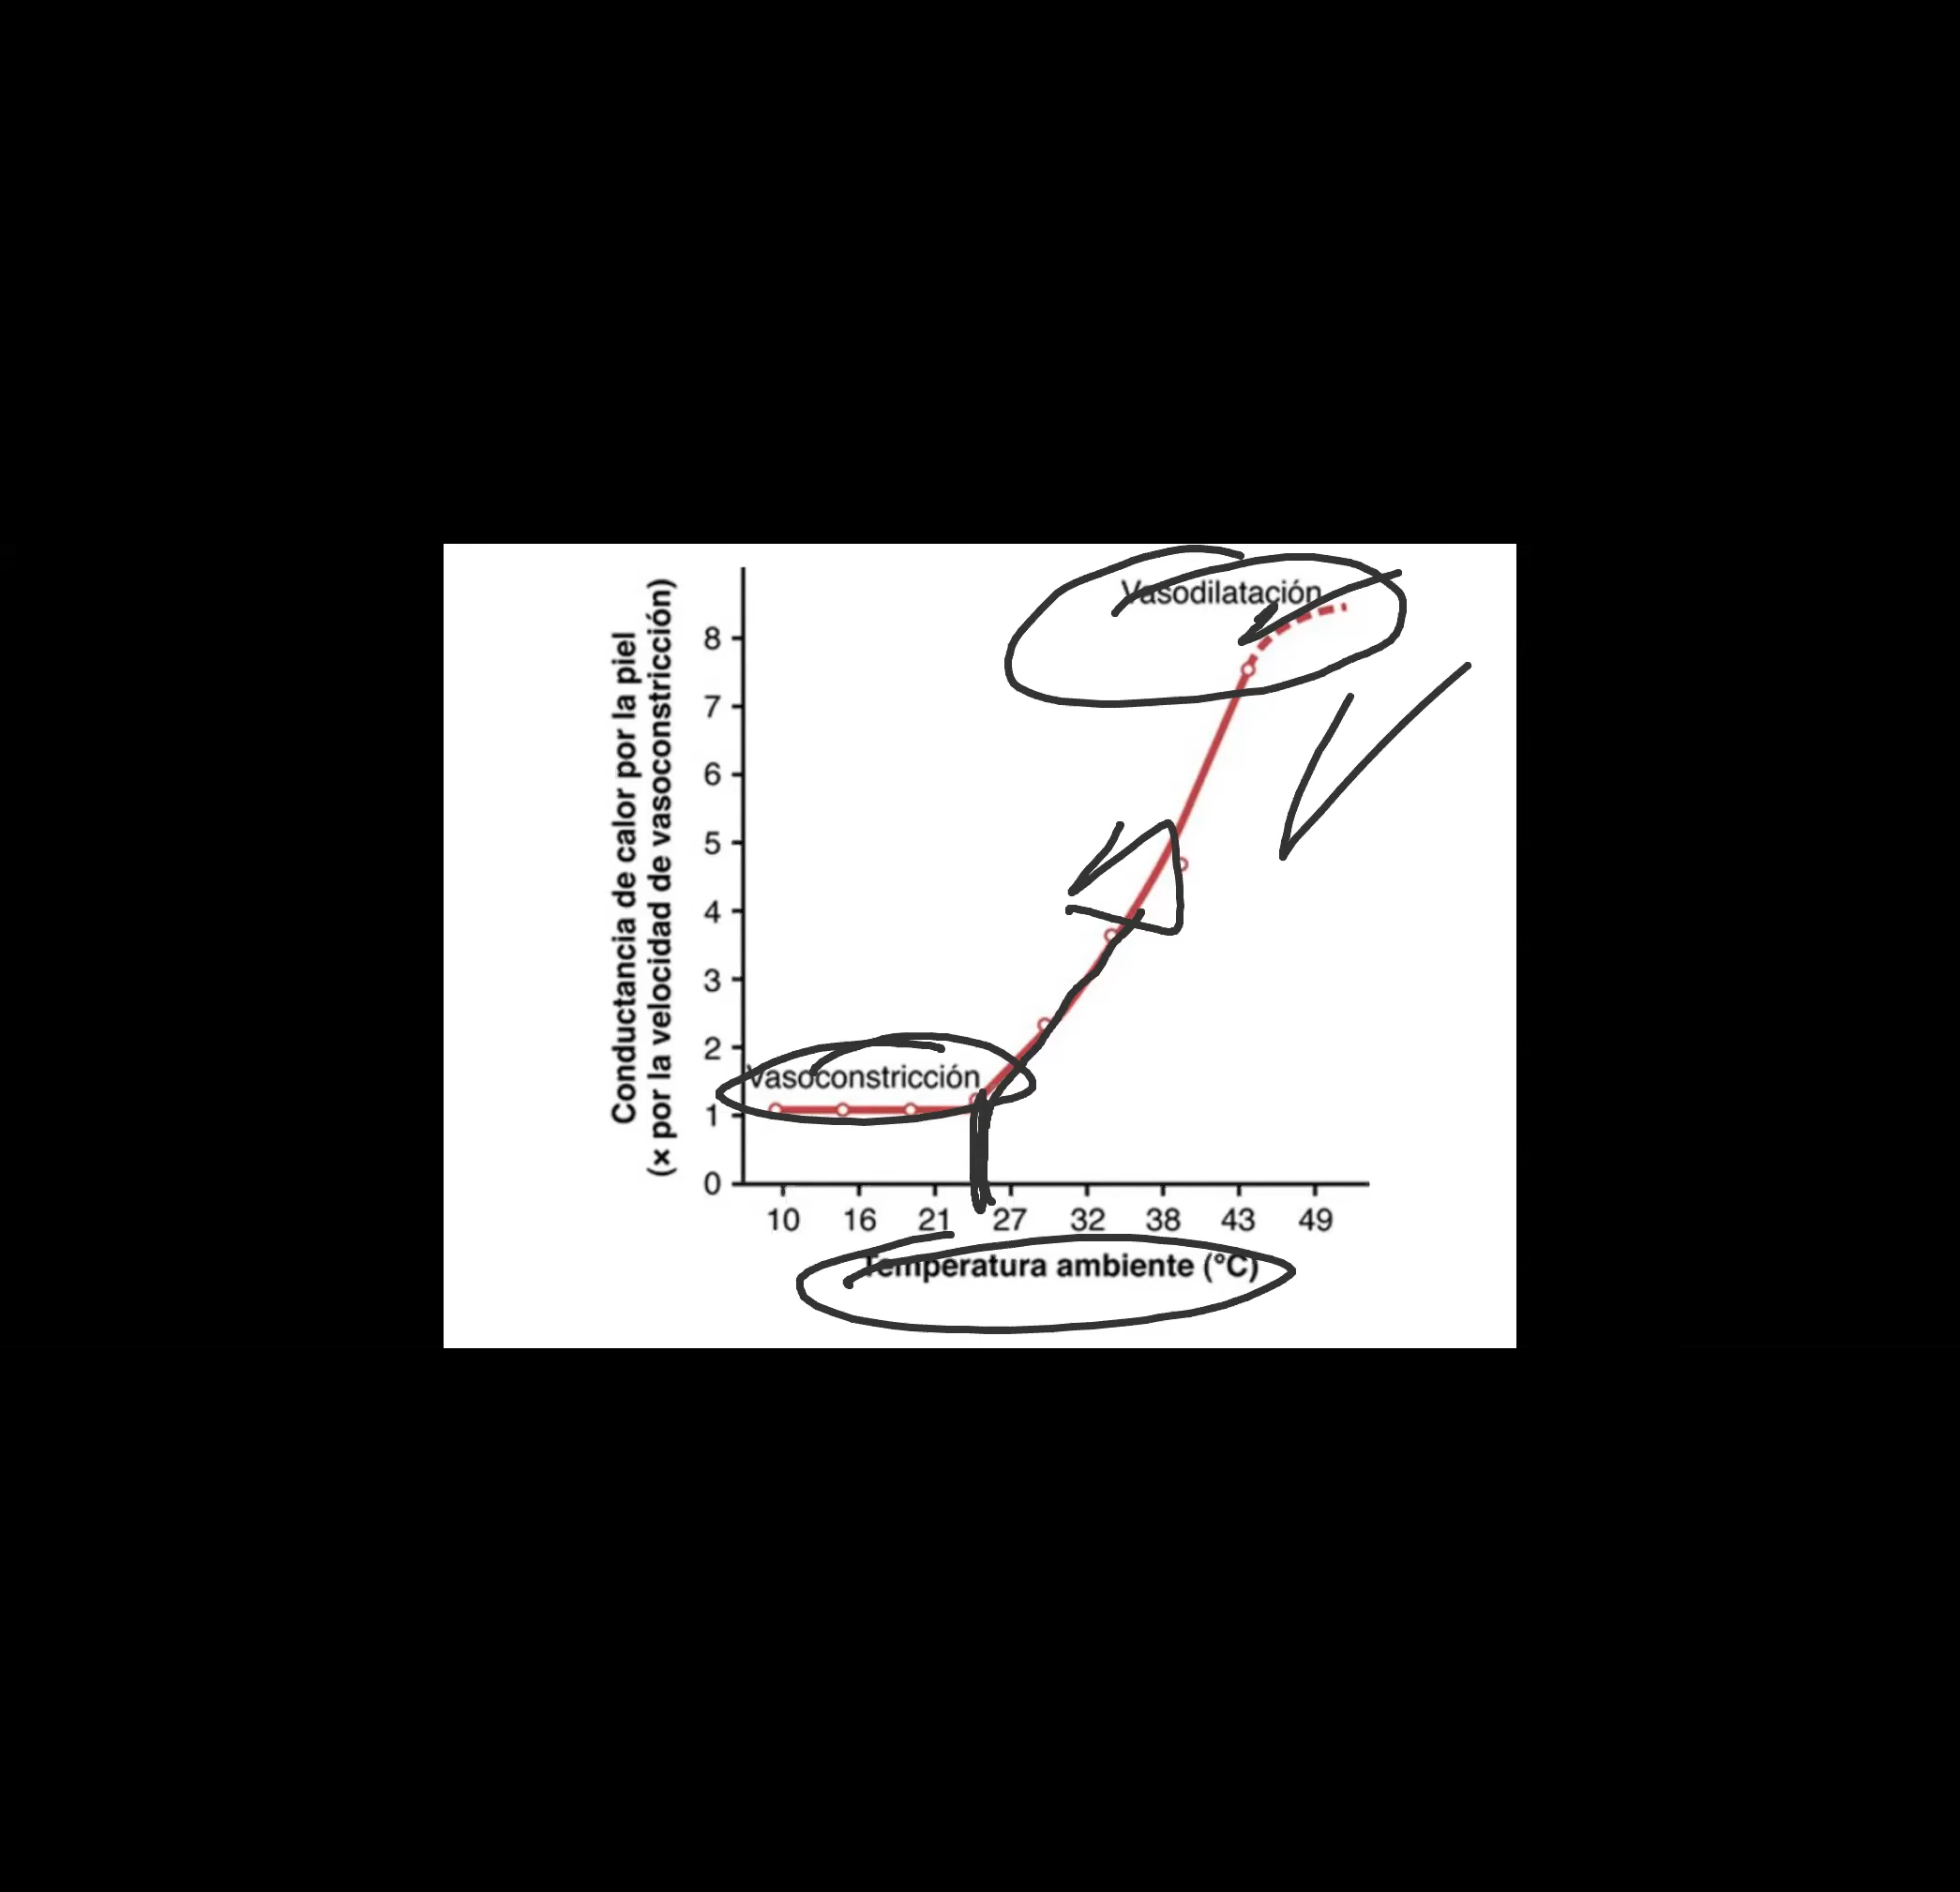 Conductancia de calor por la piel
(× por la velocidad de vasoconstricción)
Vasodilatación
8
7
6
5
4
3
2
Vasoconstricción
1
0
10 16 21 27 32 38 43 49
Temperatura ambiente (°C)